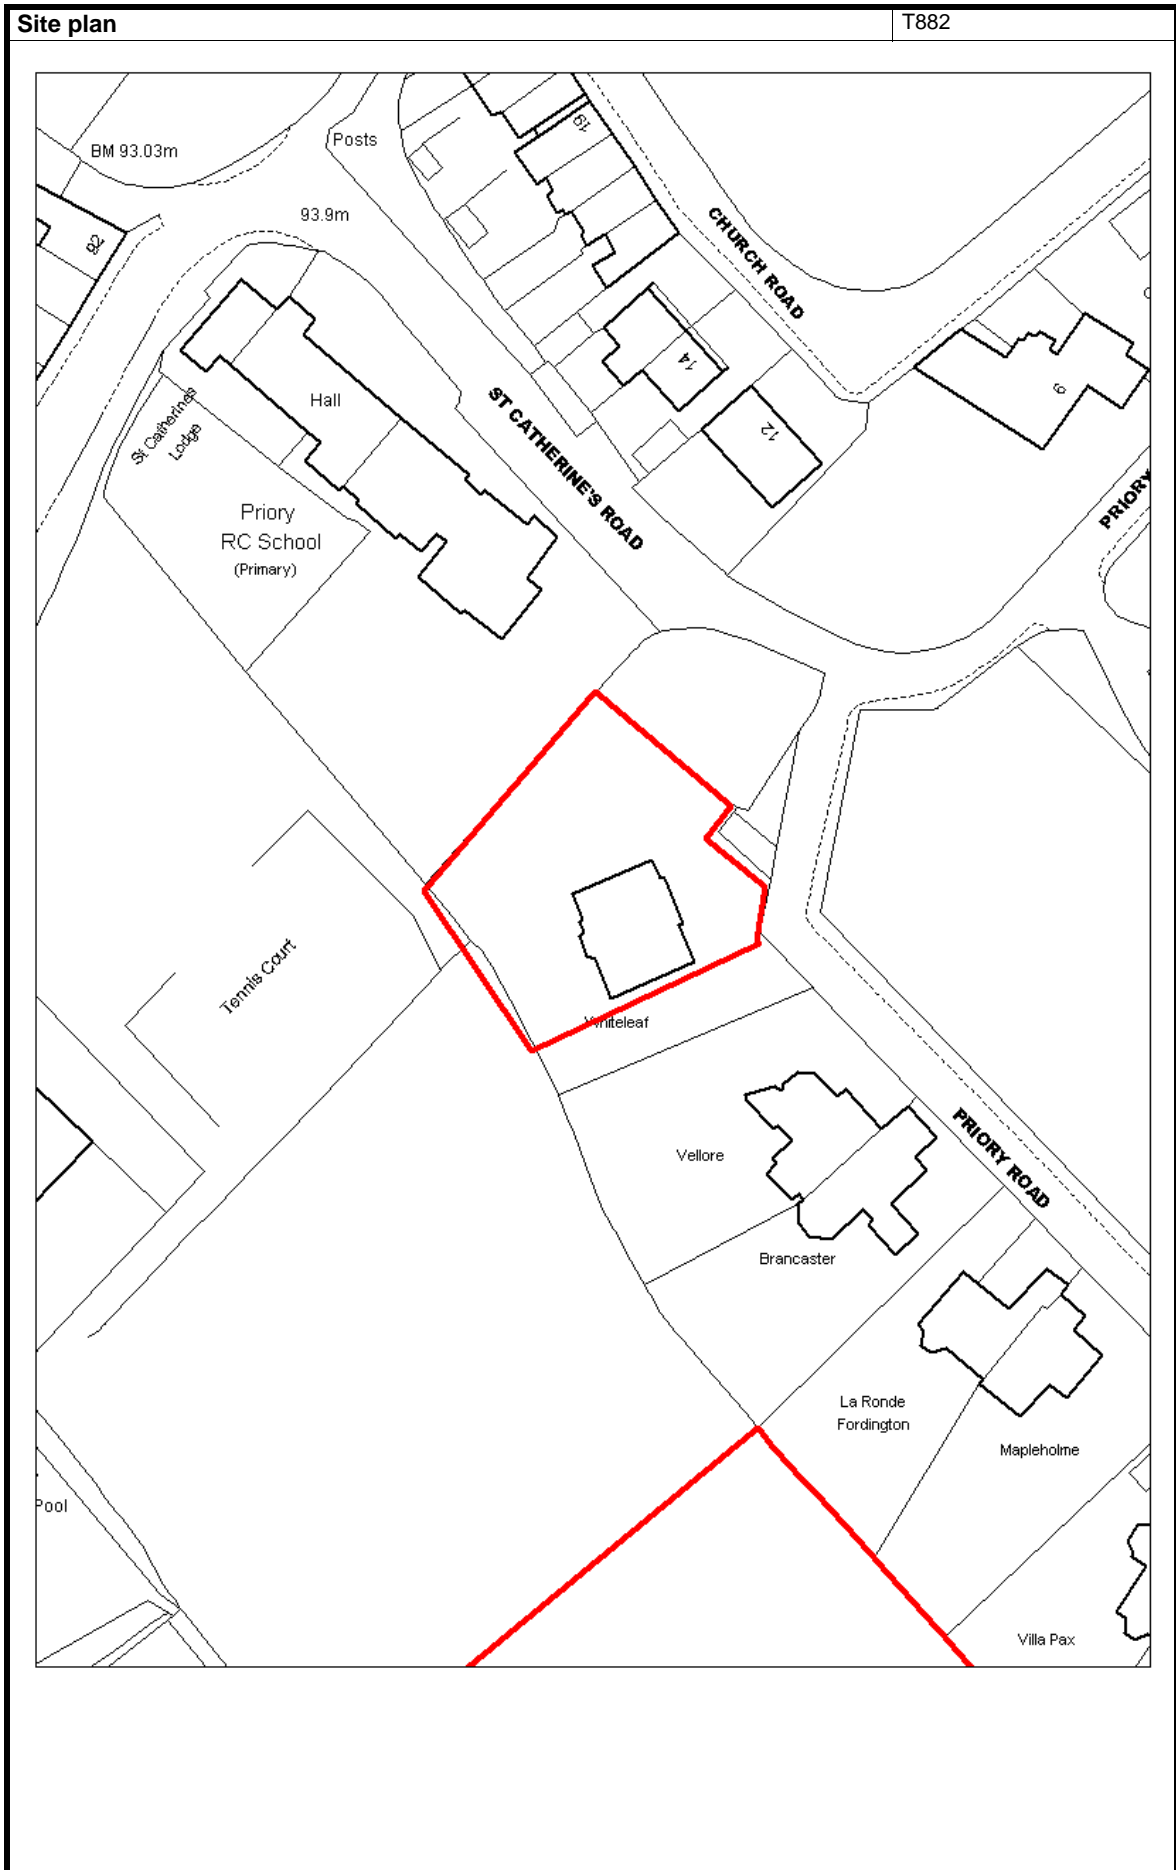 Site plan
T882
BM 93.03m
Posts
19
93.9m
92
CHURCH ROAD
14
Hall
9
ST CATHERINE'S ROAD
St Catherines
Lodge
12
PRIORY
Priory
RC School
(Primary)
Tennis Court
Whiteleaf
Vellore
PRIORY ROAD
Brancaster
La Ronde
Fordington
Mapleholme
Pool
Villa Pax